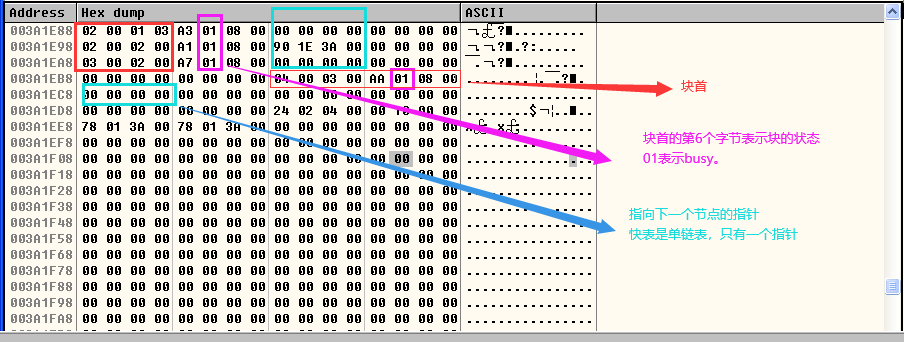 Address Hex dump ASCII
003A1E88 02 00 01 03 A3 01 08 00 00 00 00 00 00 00 00 00
003A1E98 02 00 02 00 A1 01 08 00 90 1E 3A 00 00 00 00 00
003A1EA8 03 00 02 00 A7 01 08 00 00 00 00 00 00 00 00 00
003A1EB8 00 00 00 00 00 00 00 00 04 00 03 00 AA 01 08 00
块首
003A1EC8 00 00 00 00 00 00 00 00 00 00 00 00 00 00 00 00
003A1ED8 00 00 00 00 00 00 00 00 24 02 04 00 00 10 00 00
003A1EE8 78 01 3A 00 78 01 3A 00 00 00 00 00 00 00 00 00
块首的第6个字节表示块的状态
003A1EF8 00 00 00 00 00 00 00 00 00 00 00 00 00 00 00 00
01表示busy。
003A1F08 00 00 00 00 00 00 00 00 00 00 00 00 00 00 00 00
003A1F18 00 00 00 00 00 00 00 00 00 00 00 00 00 00 00 00
003A1F28 00 00 00 00 00 00 00 00 00 00 00 00 00 00 00 00
003A1F38 00 00 00 00 00 00 00 00 00 00 00 00 00 00 00 00
指向下一个节点的指针
003A1F48 00 00 00 00 00 00 00 00 00 00 00 00 00 00 00 00
快表是单链表，只有一个指针
003A1F58 00 00 00 00 00 00 00 00 00 00 00 00 00 00 00 00
003A1F68 00 00 00 00 00 00 00 00 00 00 00 00 00 00 00 00
003A1F78 00 00 00 00 00 00 00 00 00 00 00 00 00 00 00 00
003A1F88 00 00 00 00 00 00 00 00 00 00 00 00 00 00 00 00
003A1F98 00 00 00 00 00 00 00 00 00 00 00 00 00 00 00 00
003A1FA8 00 00 00 00 00 00 00 00 00 00 00 00 00 00 00 00